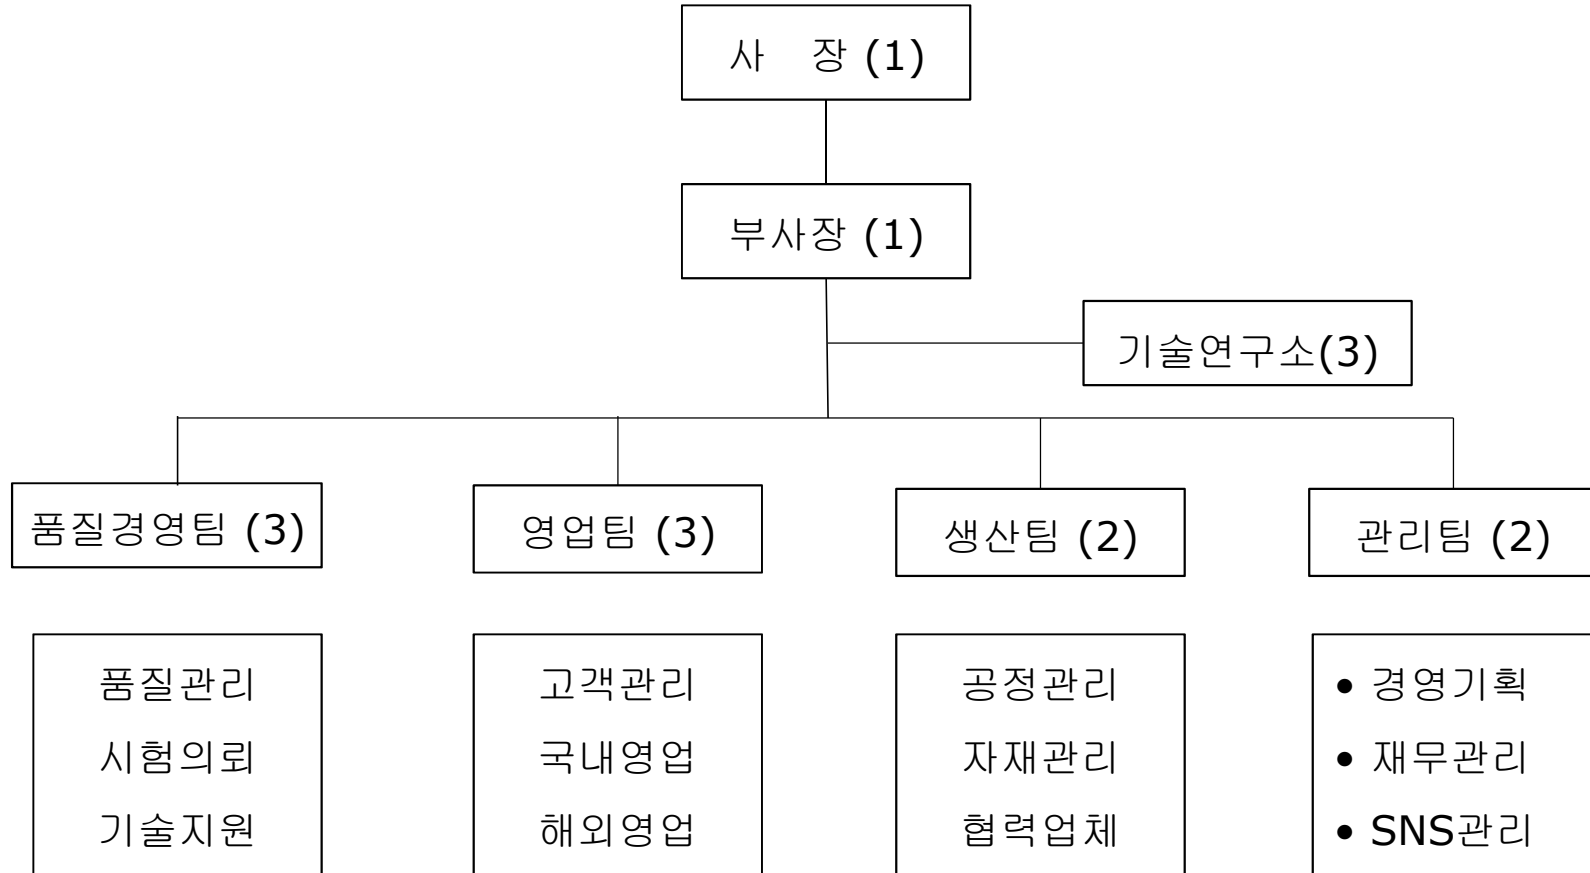 사 장 (1)
부사장 (1)
기술연구소(3)
품질경영팀 (3)
영업팀 (3)
생산팀 (2)
관리팀 (2)
품질관리
시험의뢰
기술지원
고객관리
국내영업
해외영업
공정관리
자재관리
협력업체
• 경영기획
• 재무관리
• SNS관리